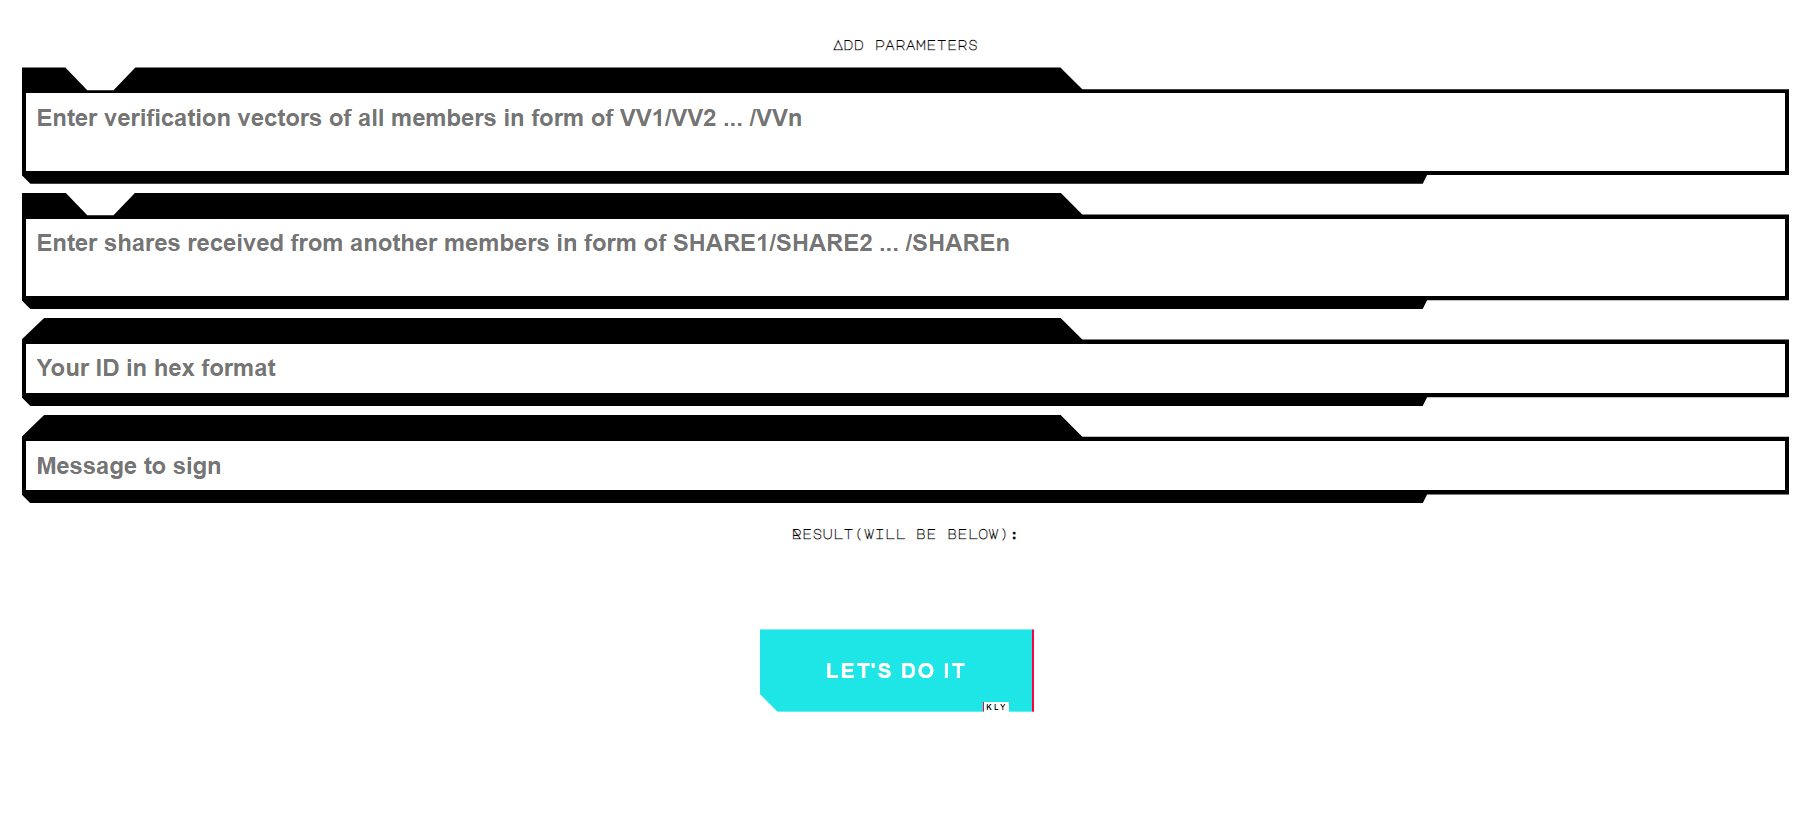 ADD PARAMETERS
Enter verification vectors of all members in form of VV1/VV2 ... /VVn
Enter shares received from another members in form of SHARE1/SHARE2 ... /SHAREn
Your ID in hex format
Message to sign
RESULT(WILL BE BELOW):
LET'S DO IT
KLY